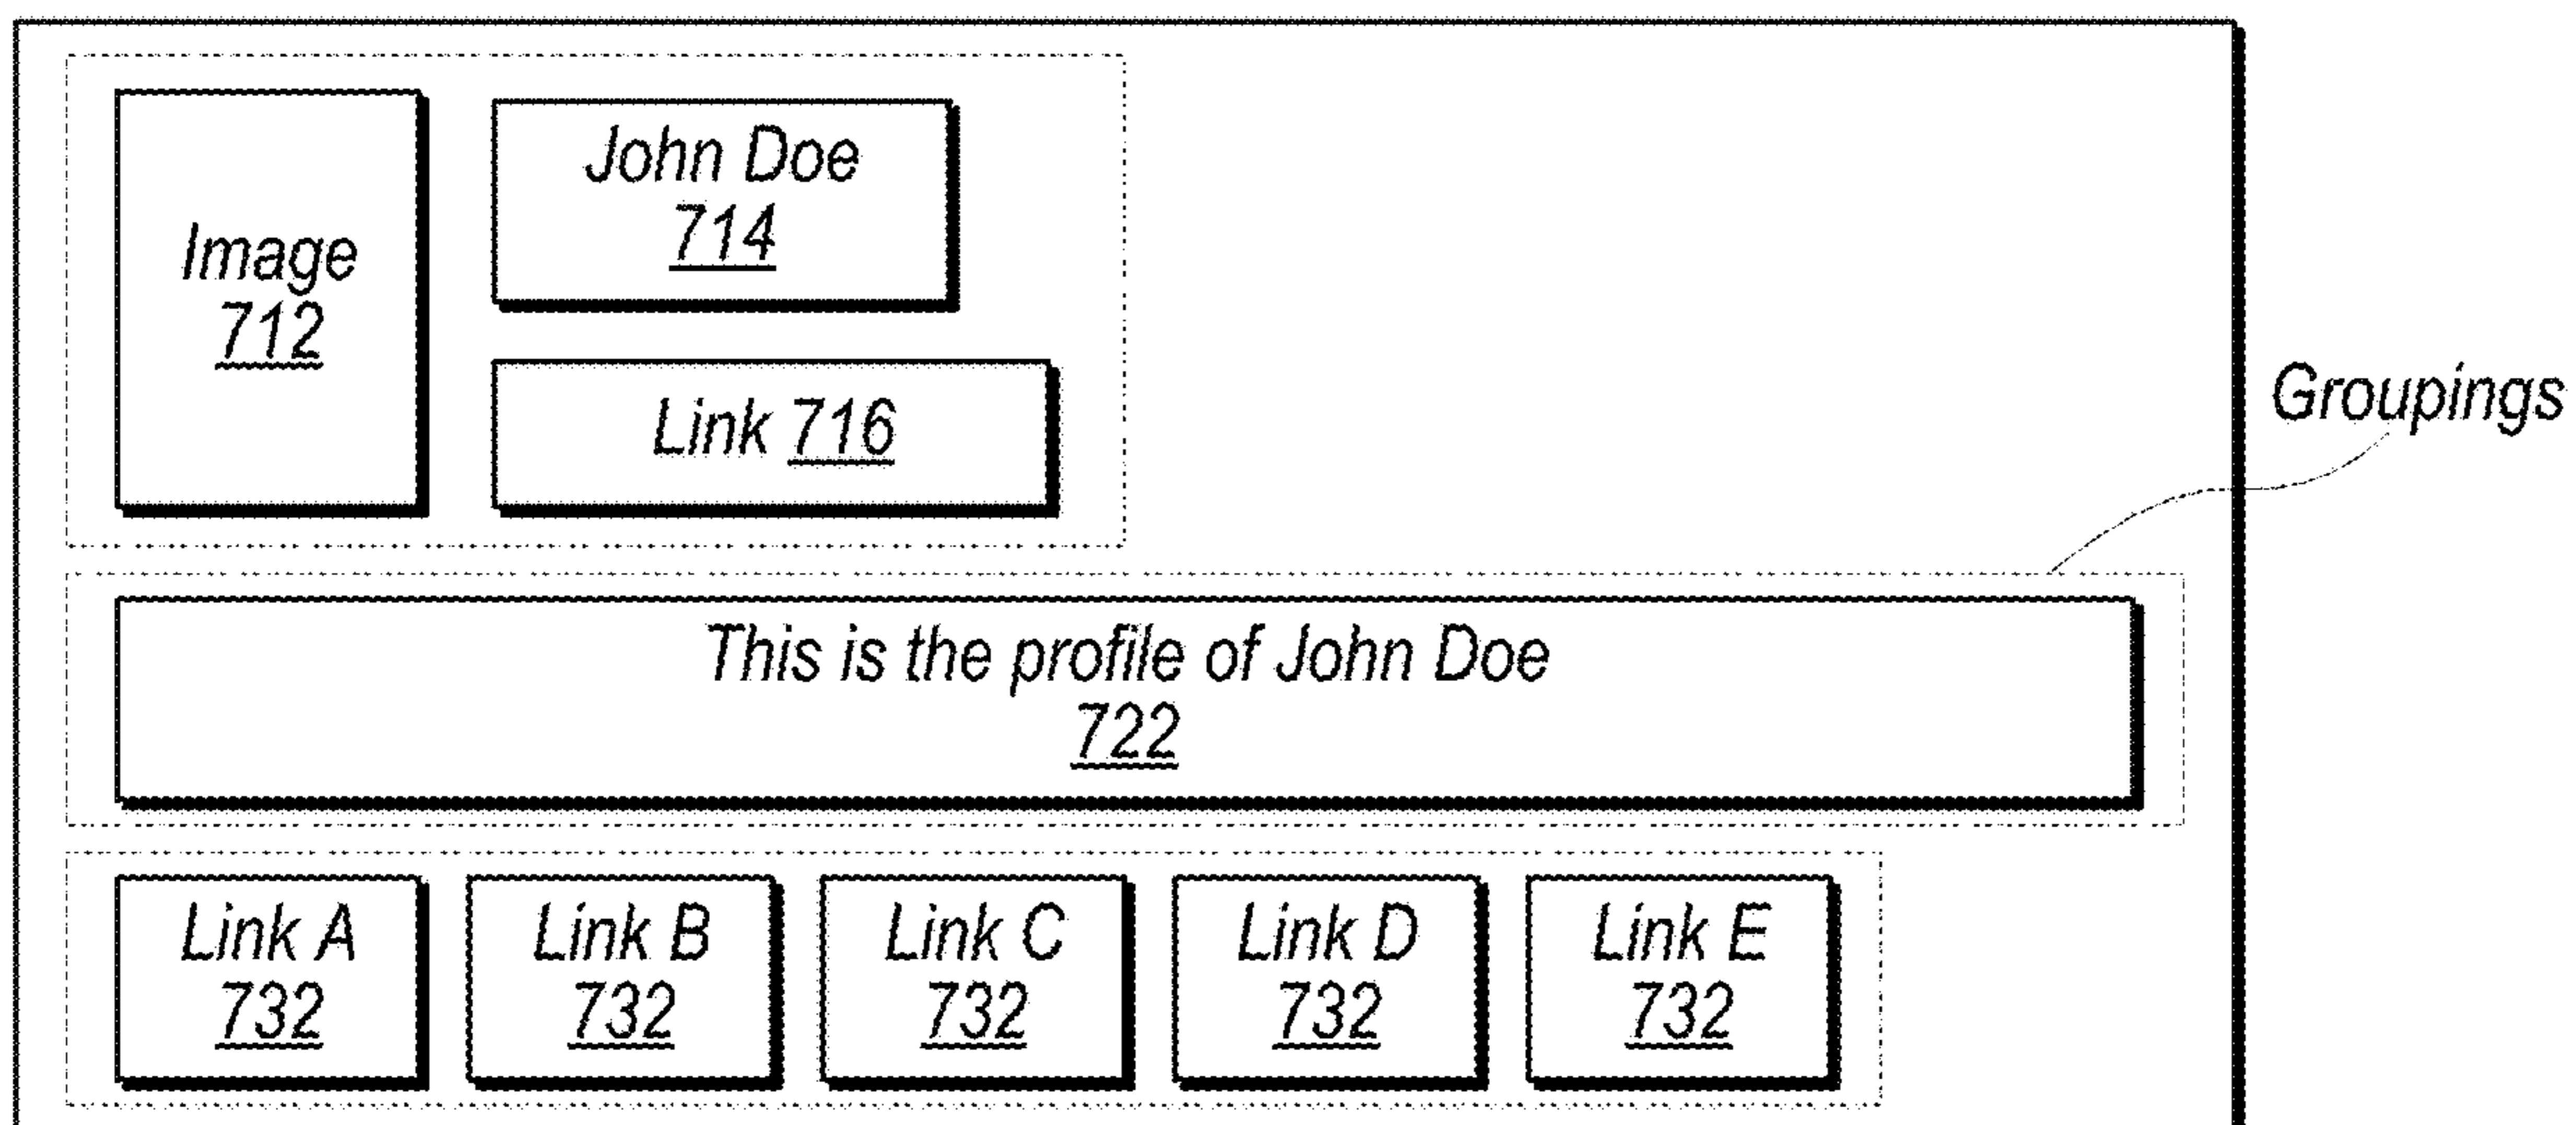 Image
712
John Doe
714
Link 716
Groupings
This is the profile of John Doe
722
Link A
732
Link B
732
Link C
732
Link D
732
Link E
732